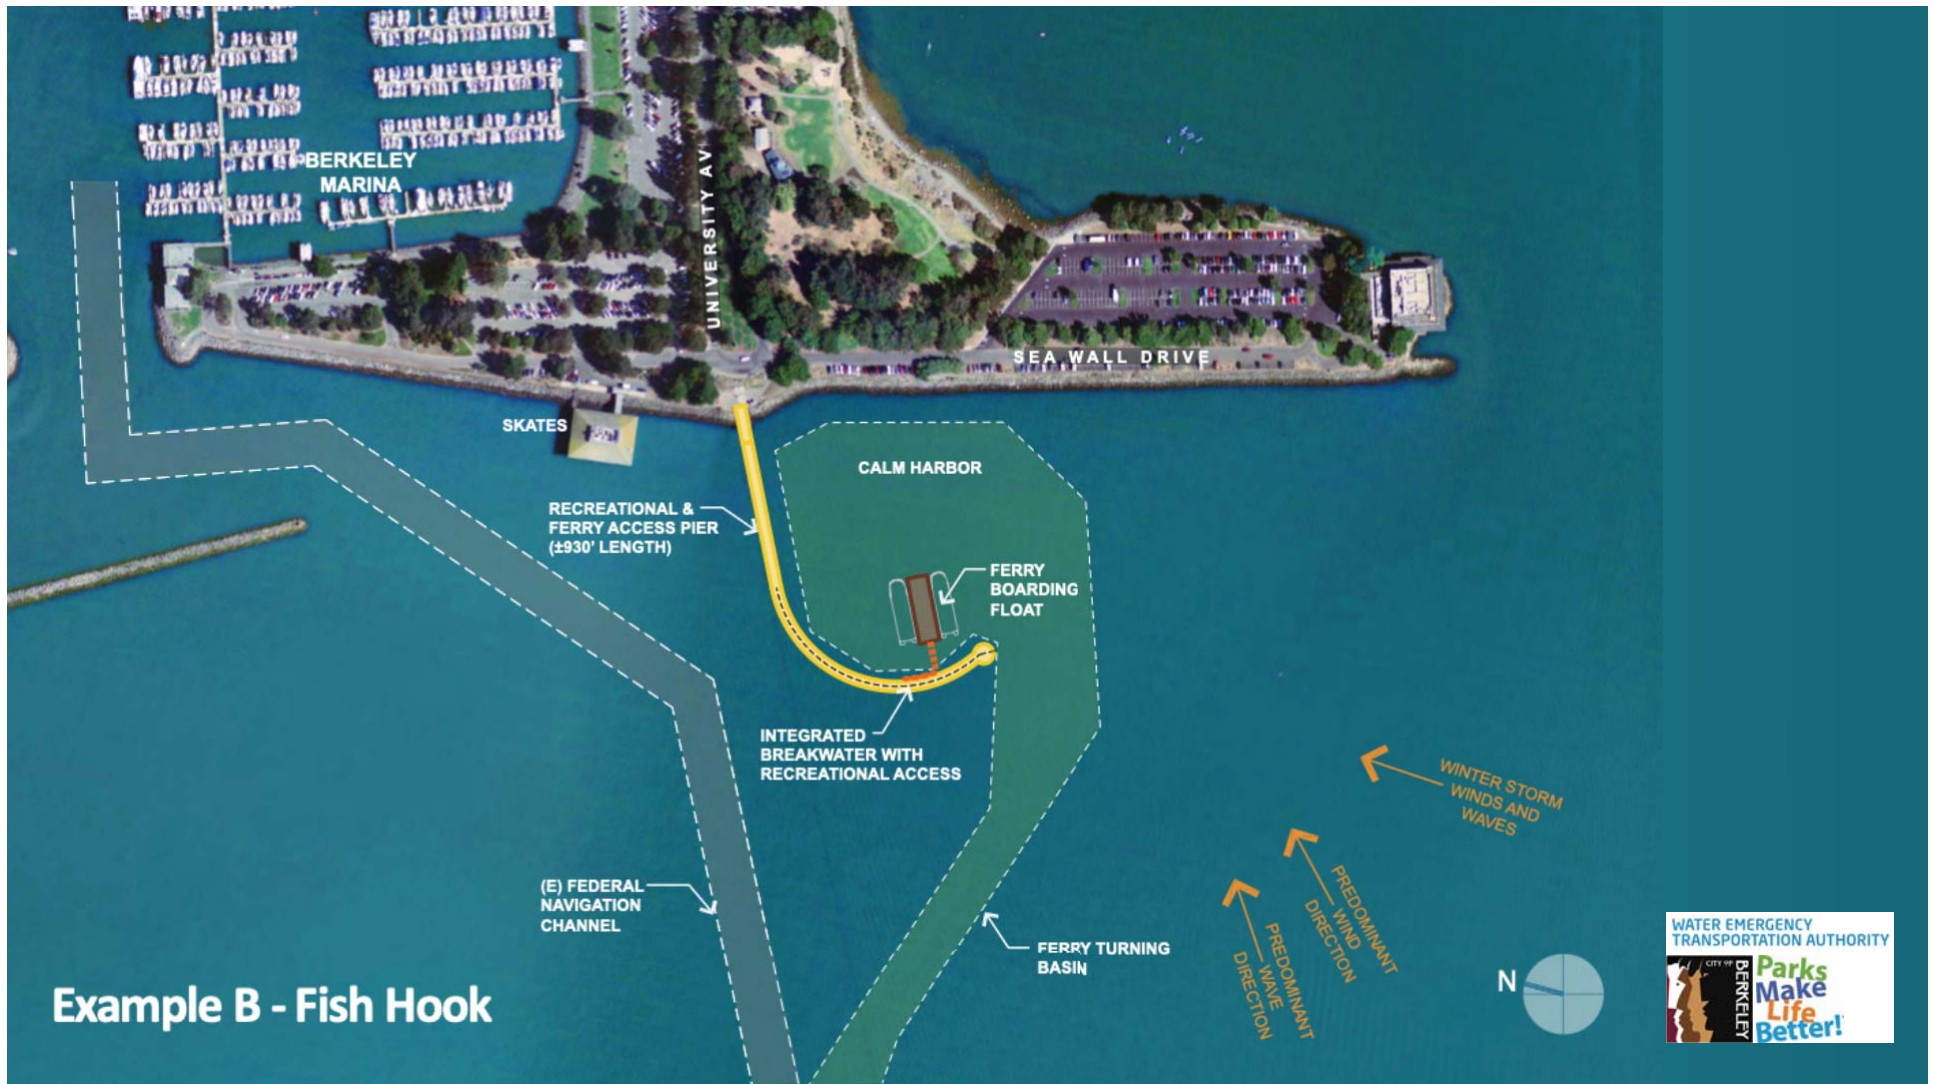 BERKELEY
MARINA
UNIVERSITY AV
SEA WALL DRIVE
SKATES
CALM HARBOR
RECREATIONAL &
FERRY ACCESS PIER
(±930' LENGTH)
FERRY
BOARDING
FLOAT
INTEGRATED
BREAKWATER WITH
RECREATIONAL ACCESS
WINTER STORM
WINDS AND
WAVES
PREDOMINANT
WIND
DIRECTION
PREDOMINANT
WAVE
DIRECTION
(E) FEDERAL
NAVIGATION
CHANNEL
FERRY TURNING
BASIN
N
Example B - Fish Hook
WATER EMERGENCY
TRANSPORTATION AUTHORITY
CITY OF
BERKELEY
Parks
Make
Life
Better!